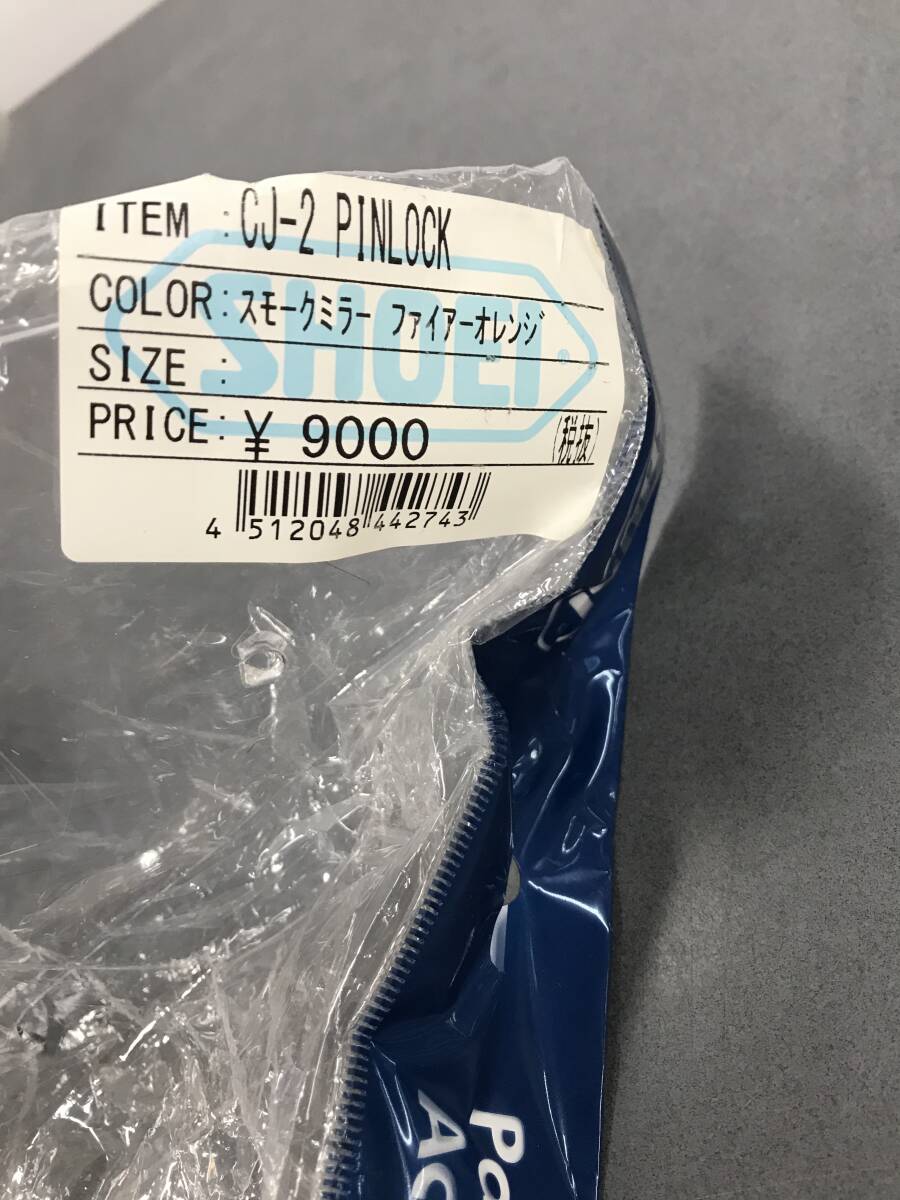 ITEM : CJ-2 PINLOCK
SHOEI
COLOR: スモークミラー ファイアーオレンジ
SIZE :
PRICE: ¥ 9000 (税抜)
4 512048 442743